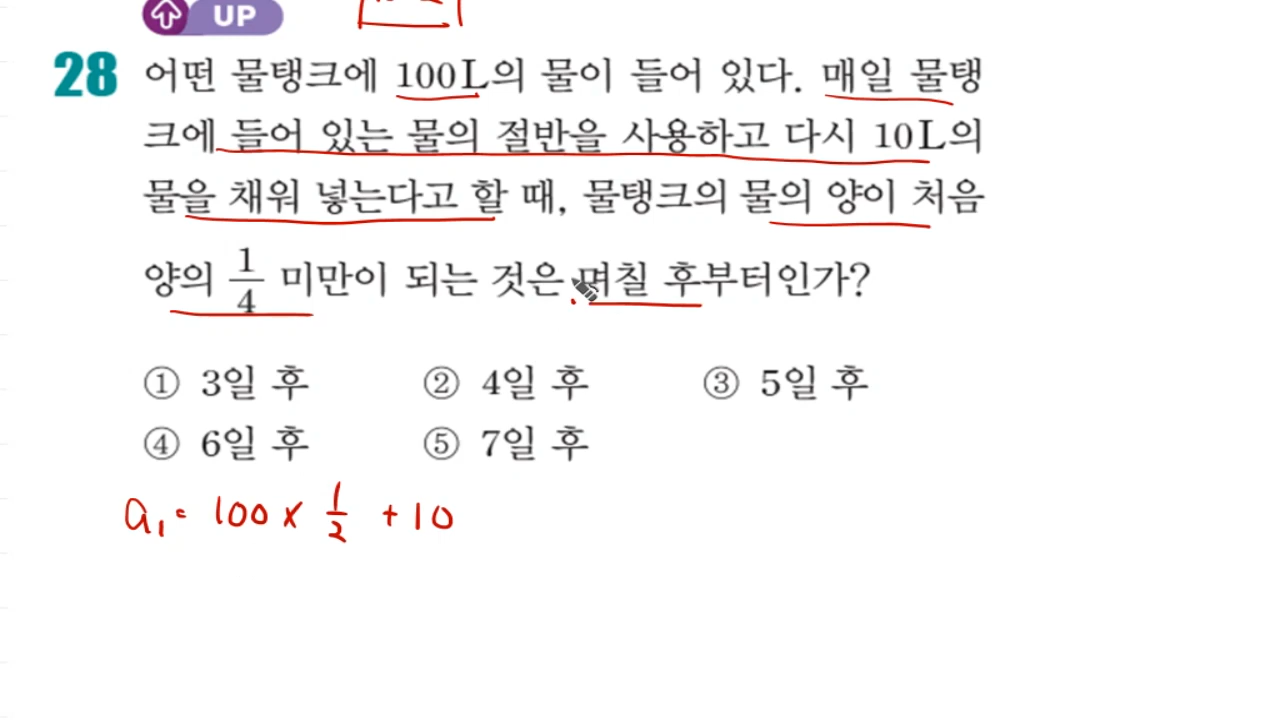 UP
28 어떤 물탱크에 100L의 물이 들어 있다. 매일 물탱
크에 들어 있는 물의 절반을 사용하고 다시 10L의
물을 채워 넣는다고 할 때, 물탱크의 물의 양이 처음
양의 1/4 미만이 되는 것은 며칠 후부터인가?
① 3일 후 ② 4일 후 ③ 5일 후
④ 6일 후 ⑤ 7일 후
a₁ = 100 × 1/2 + 10